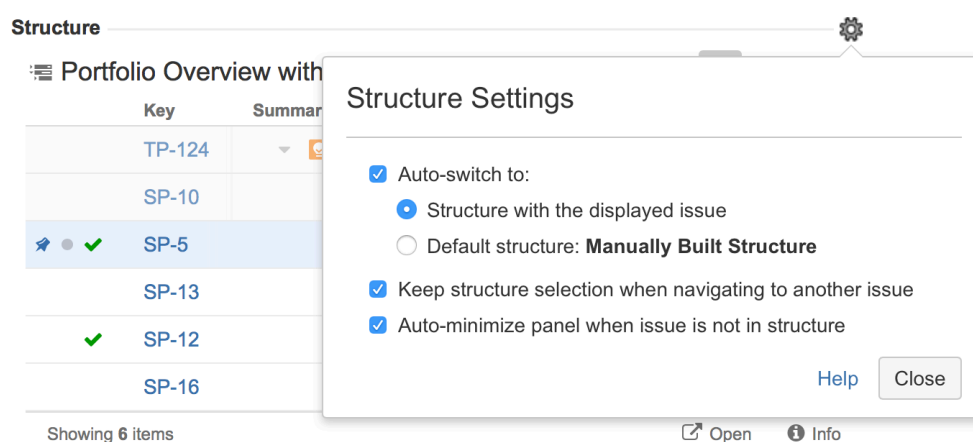 Structure
Portfolio Overview with
Structure Settings
Key Summar
TP-124
Auto-switch to:
SP-10
Structure with the displayed issue
SP-5
Default structure: Manually Built Structure
SP-13
Keep structure selection when navigating to another issue
SP-12
Auto-minimize panel when issue is not in structure
SP-16
Help Close
Showing 6 items
Open Info